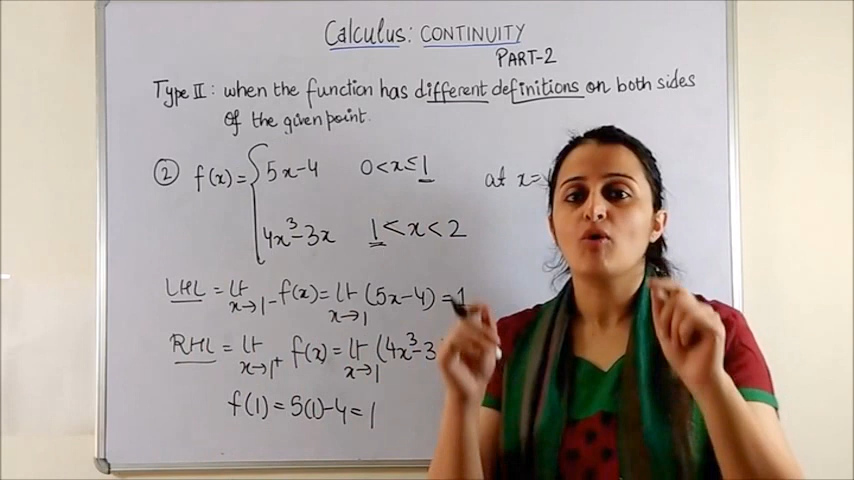 Calculus: CONTINUITY
PART-2
Type II: when the function has different definitions on both sides
of the given point.
② f(x)= { 5x-4 0<x≤1 at x=
4x³-3x 1<x<2
LHL = lt x→1- f(x)= lt x→1 (5x-4) =1
RHL = lt x→1+ f(x)= lt x→1 (4x³-3
f(1)=5(1)-4=1